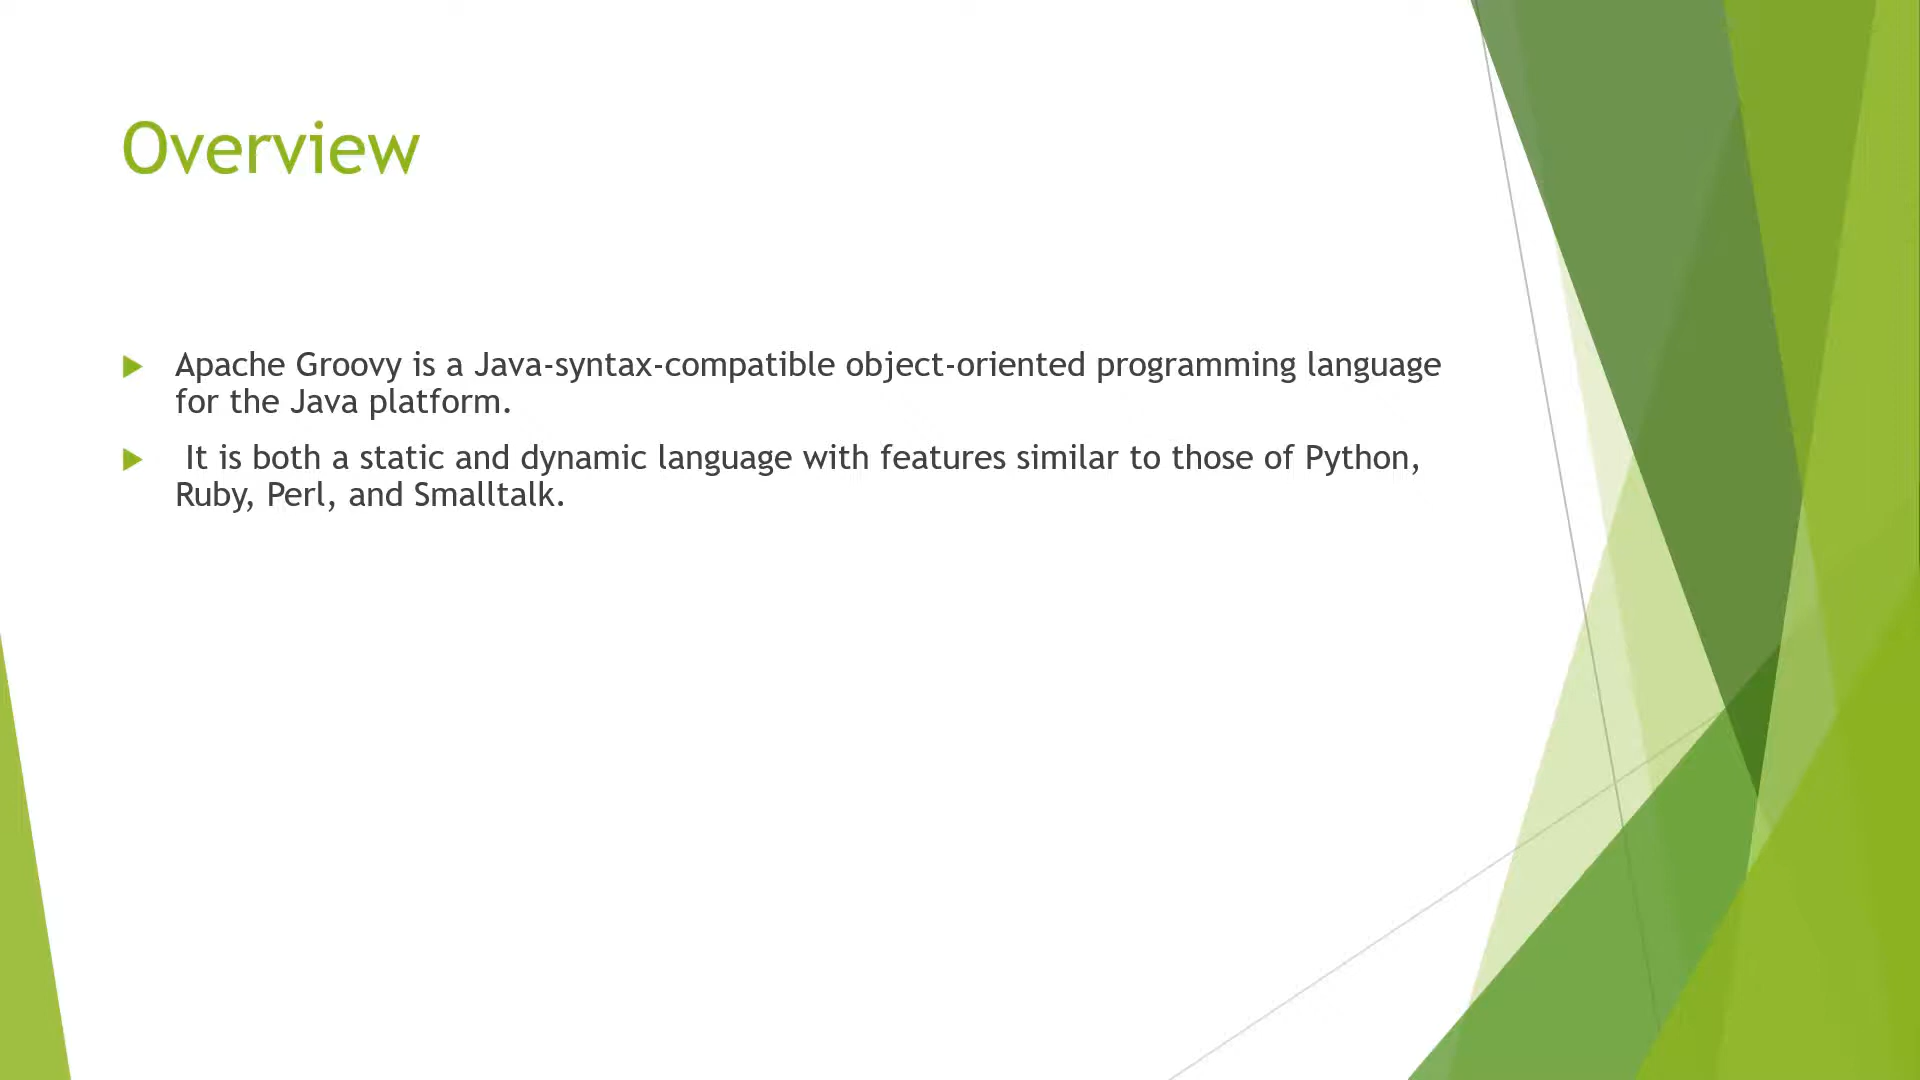 Overview
Apache Groovy is a Java-syntax-compatible object-oriented programming language
for the Java platform.
It is both a static and dynamic language with features similar to those of Python,
Ruby, Perl, and Smalltalk.